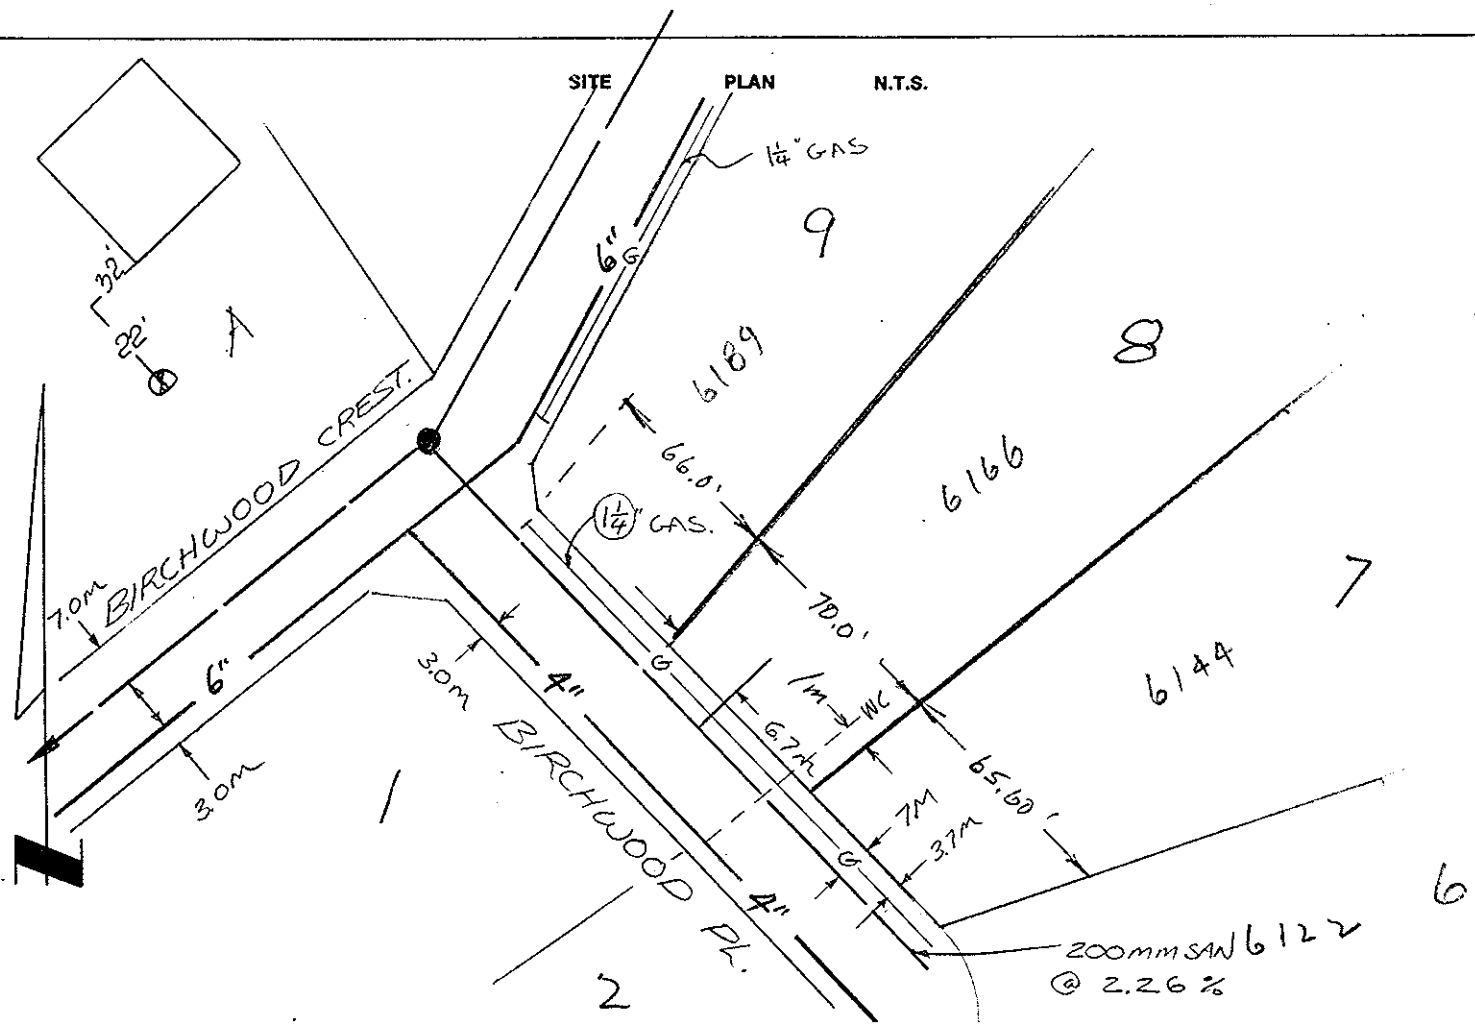 SITE PLAN N.T.S.
1¼" GAS
9
6"
G
32'
22'
A
8
6189
BIRCHWOOD CREST.
66.0'
6166
1¼" GAS.
7
7.0m
70.0'
6144
6"
3.0m
4"
G
1m
WC
6.7m
65.60'
3.0m
1
BIRCHWOOD PL.
7M
3.7M
G
4"
6
200mm SAN 6122
@ 2.26 %
2